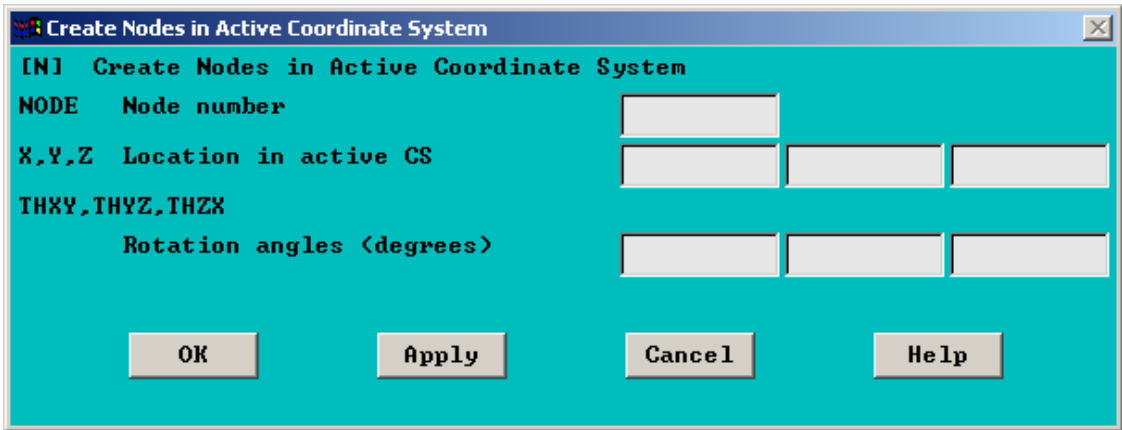 Create Nodes in Active Coordinate System
[N] Create Nodes in Active Coordinate System
NODE Node number
X,Y,Z Location in active CS
THXY,THYZ,THZX
Rotation angles (degrees)
OK Apply Cancel Help